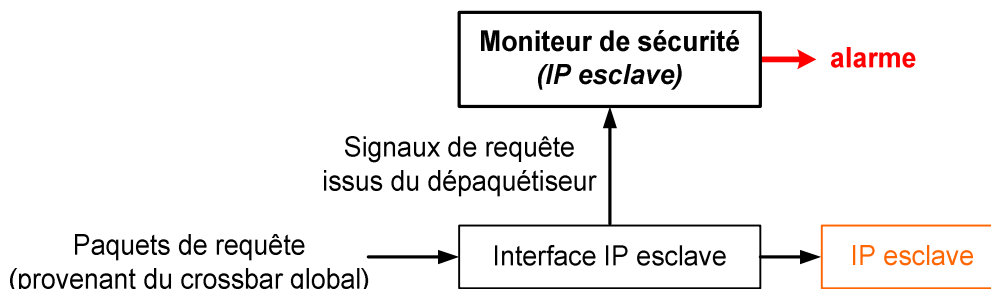 Moniteur de sécurité
(IP esclave)
alarme
Signaux de requête
issus du dépaquétiseur
Paquets de requête
(provenant du crossbar global)
Interface IP esclave
IP esclave